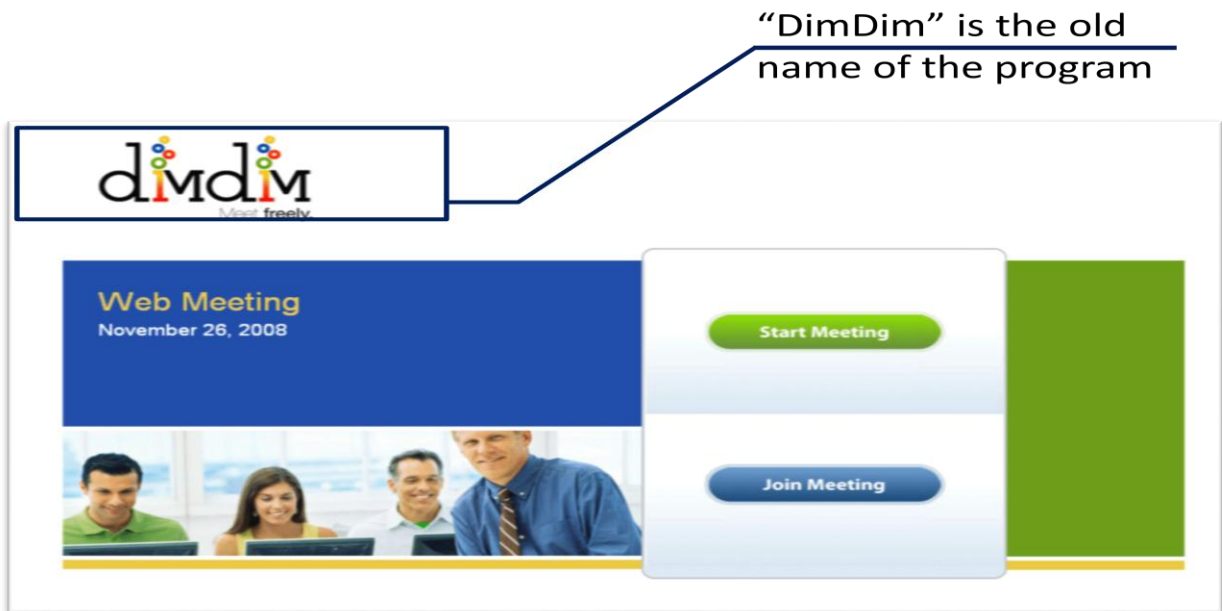 “DimDim” is the old
name of the program
dimdim
Meet freely.
Web Meeting
November 26, 2008
Start Meeting
Join Meeting